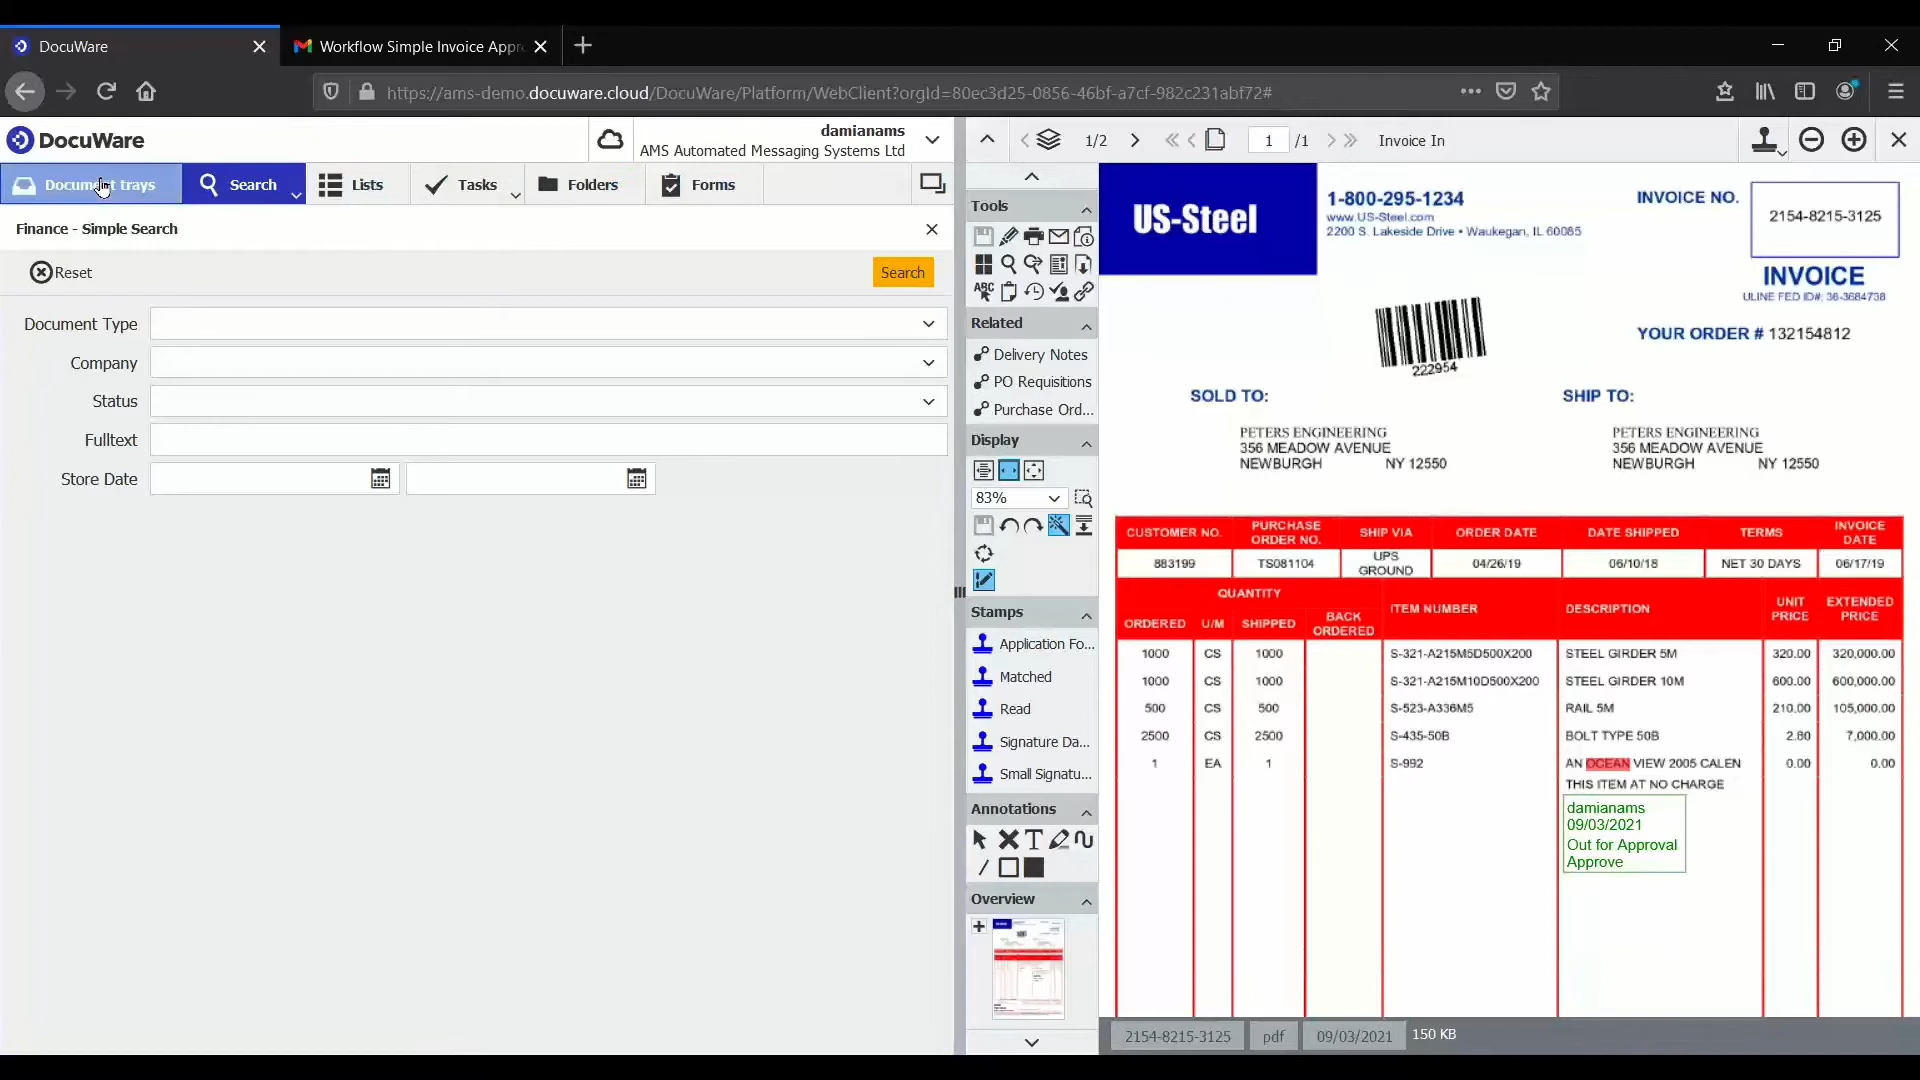 DocuWare
Workflow Simple Invoice Appr
https://ams-demo.docuware.cloud/DocuWare/Platform/WebClient?orgId=80ec3d25-0856-46bf-a7cf-982c231abf72#
DocuWare
damianams
AMS Automated Messaging Systems Ltd
1/2
1
/1
Invoice In
Document trays
Search
Lists
Tasks
Folders
Forms
Finance - Simple Search
Reset
Search
Document Type
Company
Status
Fulltext
Store Date
Tools
ABC
Related
Delivery Notes
PO Requisitions
Purchase Ord...
Display
83%
Stamps
Application Fo...
Matched
Read
Signature Da...
Small Signatu...
Annotations
T
Overview
US-Steel
1-800-295-1234
www.US-Steel.com
2200 S. Lakeside Drive • Waukegan, IL 60085
INVOICE NO.
2154-8215-3125
INVOICE
ULINE FED ID#; 36-3684738
YOUR ORDER # 132154812
222954
SOLD TO:
SHIP TO:
PETERS ENGINEERING
356 MEADOW AVENUE
NEWBURGH NY 12550
PETERS ENGINEERING
356 MEADOW AVENUE
NEWBURGH NY 12550
CUSTOMER NO. PURCHASE ORDER NO. SHIP VIA ORDER DATE DATE SHIPPED TERMS INVOICE DATE
883199 TS081104 UPS GROUND 04/26/19 06/10/18 NET 30 DAYS 06/17/19
QUANTITY
ORDERED U/M SHIPPED BACK ORDERED ITEM NUMBER DESCRIPTION UNIT PRICE EXTENDED PRICE
1000 CS 1000 S-321-A215M5D500X200 STEEL GIRDER 5M 320.00 320,000.00
1000 CS 1000 S-321-A215M10D500X200 STEEL GIRDER 10M 600.00 600,000.00
500 CS 500 S-523-A336M5 RAIL 5M 210.00 105,000.00
2500 CS 2500 S-435-50B BOLT TYPE 50B 2.80 7,000.00
1 EA 1 S-992 AN OCEAN VIEW 2005 CALEN 0.00 0.00
THIS ITEM AT NO CHARGE
damianams
09/03/2021
Out for Approval
Approve
2154-8215-3125
pdf
09/03/2021
150 KB